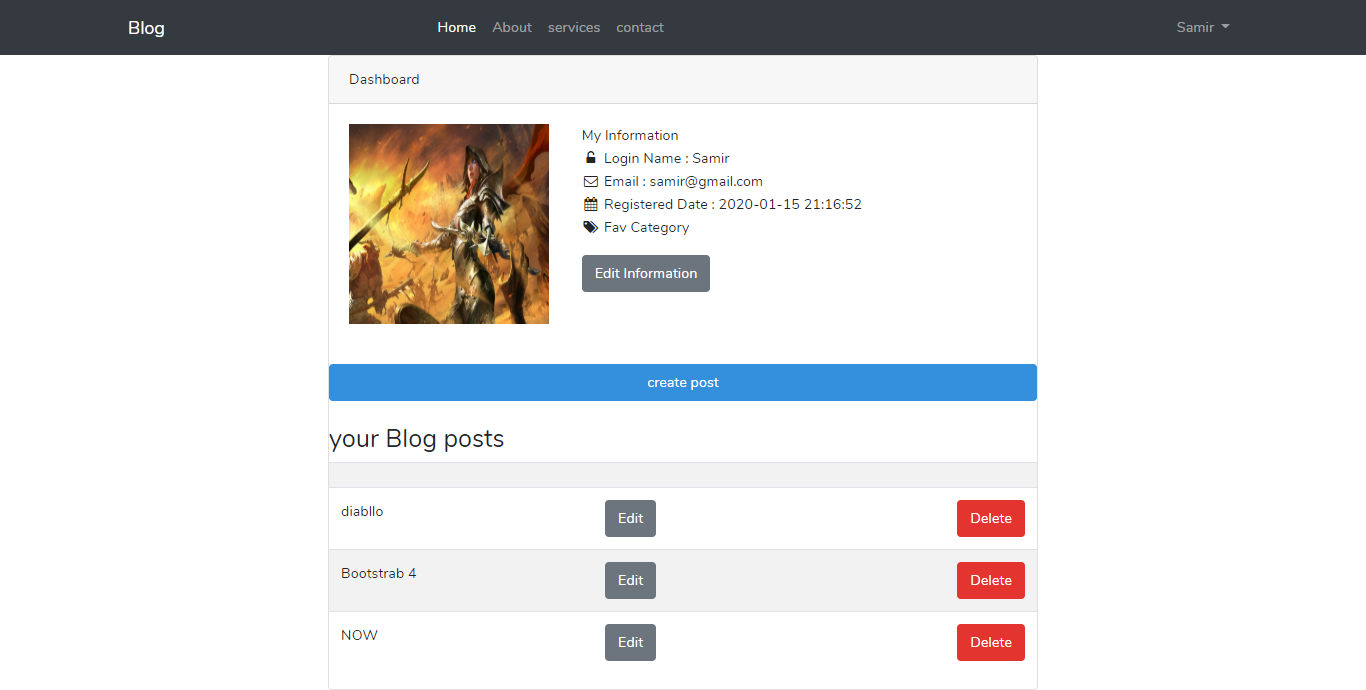 Blog Home About services contact Samir
Dashboard
My Information
Login Name : Samir
Email : samir@gmail.com
Registered Date : 2020-01-15 21:16:52
Fav Category
Edit Information
create post
your Blog posts
diabllo Edit Delete
Bootstrab 4 Edit Delete
NOW Edit Delete